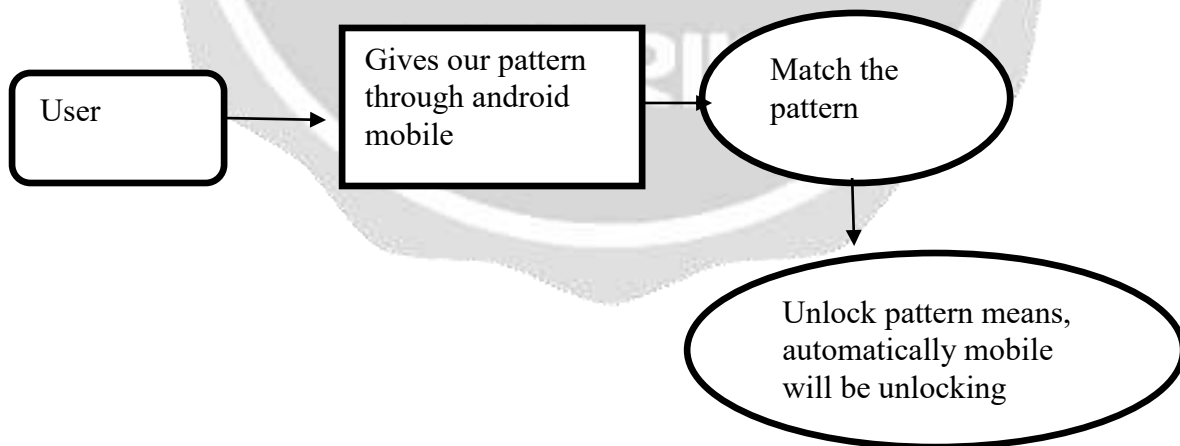 User
Gives our pattern
through android
mobile
Match the
pattern
Unlock pattern means,
automatically mobile
will be unlocking